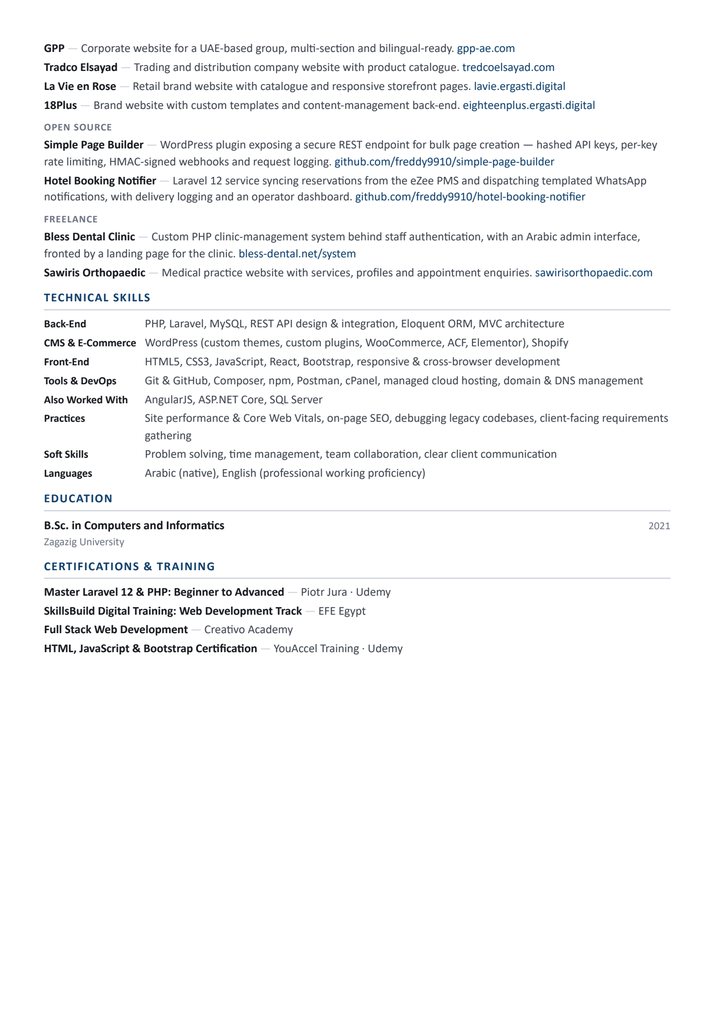 GPP — Corporate website for a UAE-based group, multi-section and bilingual-ready. gpp-ae.com
Tradco Elsayad — Trading and distribution company website with product catalogue. tredcoelsayad.com
La Vie en Rose — Retail brand website with catalogue and responsive storefront pages. lavie.ergasti.digital
18Plus — Brand website with custom templates and content-management back-end. eighteenplus.ergasti.digital
OPEN SOURCE
Simple Page Builder — WordPress plugin exposing a secure REST endpoint for bulk page creation — hashed API keys, per-key
rate limiting, HMAC-signed webhooks and request logging. github.com/freddy9910/simple-page-builder
Hotel Booking Notifier — Laravel 12 service syncing reservations from the eZee PMS and dispatching templated WhatsApp
notifications, with delivery logging and an operator dashboard. github.com/freddy9910/hotel-booking-notifier
FREELANCE
Bless Dental Clinic — Custom PHP clinic-management system behind staff authentication, with an Arabic admin interface,
fronted by a landing page for the clinic. bless-dental.net/system
Sawiris Orthopaedic — Medical practice website with services, profiles and appointment enquiries. sawirisorthopaedic.com
TECHNICAL SKILLS
Back-End PHP, Laravel, MySQL, REST API design & integration, Eloquent ORM, MVC architecture
CMS & E-Commerce WordPress (custom themes, custom plugins, WooCommerce, ACF, Elementor), Shopify
Front-End HTML5, CSS3, JavaScript, React, Bootstrap, responsive & cross-browser development
Tools & DevOps Git & GitHub, Composer, npm, Postman, cPanel, managed cloud hosting, domain & DNS management
Also Worked With AngularJS, ASP.NET Core, SQL Server
Practices Site performance & Core Web Vitals, on-page SEO, debugging legacy codebases, client-facing requirements
gathering
Soft Skills Problem solving, time management, team collaboration, clear client communication
Languages Arabic (native), English (professional working proficiency)
EDUCATION
B.Sc. in Computers and Informatics 2021
Zagazig University
CERTIFICATIONS & TRAINING
Master Laravel 12 & PHP: Beginner to Advanced — Piotr Jura · Udemy
SkillsBuild Digital Training: Web Development Track — EFE Egypt
Full Stack Web Development — Creativo Academy
HTML, JavaScript & Bootstrap Certification — YouAccel Training · Udemy